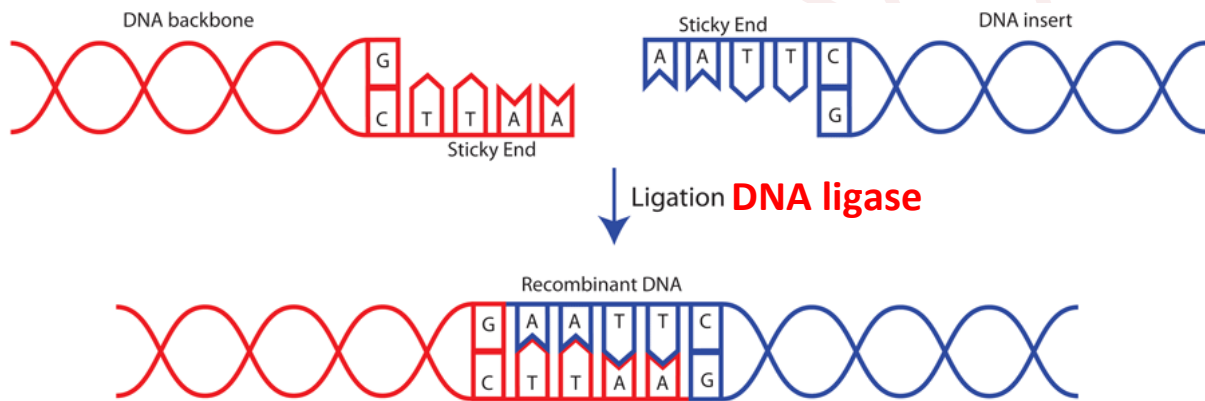 DNA backbone
Sticky End
DNA insert
G
A A T T C
C T T A A
G
Sticky End
Ligation DNA ligase
Recombinant DNA
G A A T T C
C T T A A G